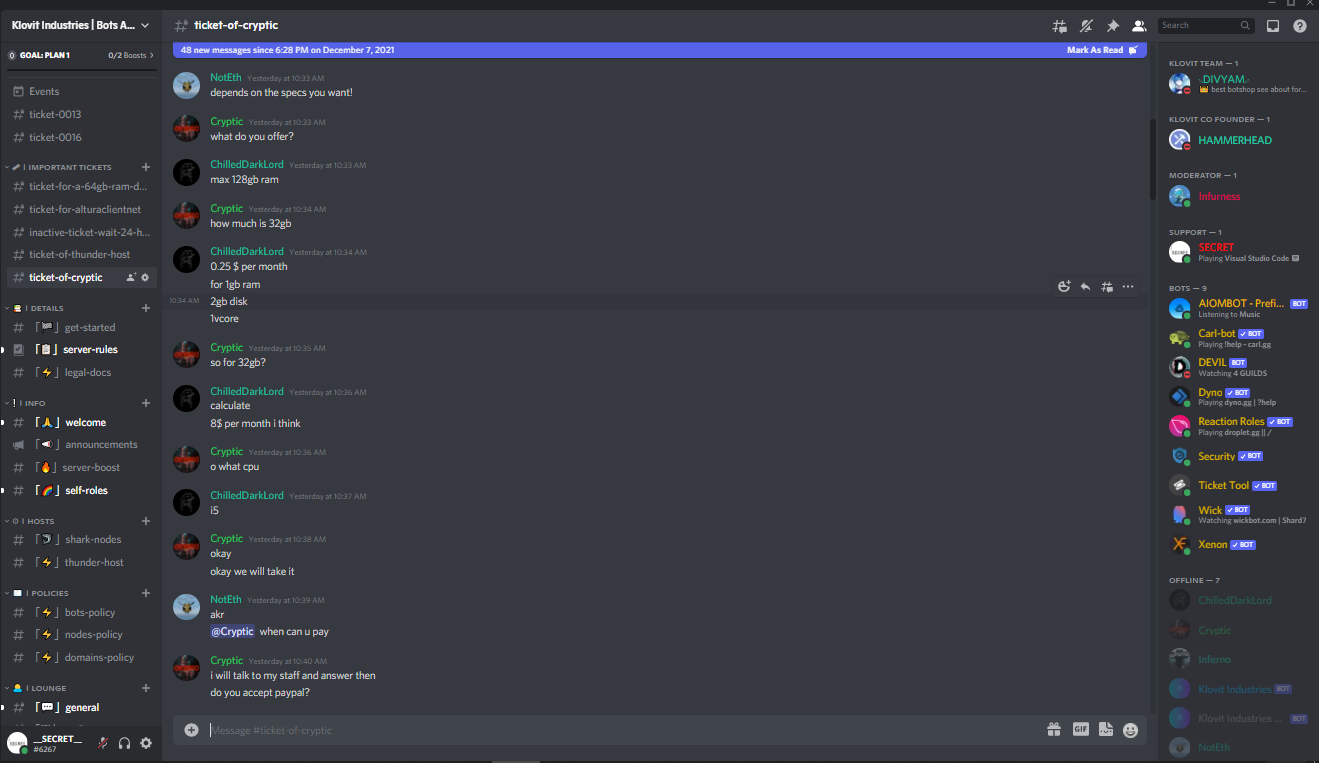 Klovit Industries | Bots A...
GOAL: PLAN 1
0/2 Boosts
Events
ticket-0013
ticket-0016
| IMPORTANT TICKETS
ticket-for-a-64gb-ram-d...
ticket-for-alturaclientnet
inactive-ticket-wait-24-h...
ticket-of-thunder-host
ticket-of-cryptic
| DETAILS
「🏁」get-started
「📋」server-rules
「⚡」legal-docs
! | INFO
「🙏」welcome
「📢」announcements
「🔥」server-boost
「🌈」self-roles
| HOSTS
shark-nodes
「⚡」thunder-host
| POLICIES
「⚡」bots-policy
「⚡」nodes-policy
「⚡」domains-policy
| LOUNGE
「💬」general
__SECRET__
#6267
ticket-of-cryptic
Search
48 new messages since 6:28 PM on December 7, 2021
Mark As Read
NotEth Yesterday at 10:33 AM
depends on the specs you want!
Cryptic Yesterday at 10:33 AM
what do you offer?
ChilledDarkLord Yesterday at 10:33 AM
max 128gb ram
Cryptic Yesterday at 10:34 AM
how much is 32gb
ChilledDarkLord Yesterday at 10:34 AM
0.25 $ per month
for 1gb ram
10:34 AM 2gb disk
1vcore
Cryptic Yesterday at 10:35 AM
so for 32gb?
ChilledDarkLord Yesterday at 10:36 AM
calculate
8$ per month i think
Cryptic Yesterday at 10:36 AM
o what cpu
ChilledDarkLord Yesterday at 10:37 AM
i5
Cryptic Yesterday at 10:38 AM
okay
okay we will take it
NotEth Yesterday at 10:39 AM
akr
@Cryptic when can u pay
Cryptic Yesterday at 10:40 AM
i will talk to my staff and answer then
do you accept paypal?
Message #ticket-of-cryptic
GIF
KLOVIT TEAM — 1
DIVYAM
👑 best botshop see about for...
KLOVIT CO FOUNDER — 1
HAMMERHEAD
MODERATOR — 1
Infurness
SUPPORT — 1
SECRET
Playing Visual Studio Code
BOTS — 9
AIOMBOT - Prefi... BOT
Listening to Music
Carl-bot ✓ BOT
Playing !help - carl.gg
DEVIL BOT
Watching 4 GUILDS
Dyno ✓ BOT
Playing dyno.gg | ?help
Reaction Roles ✓ BOT
Playing droplet.gg || /
Security ✓ BOT
Ticket Tool ✓ BOT
Wick ✓ BOT
Watching wickbot.com | Shard7
Xenon ✓ BOT
OFFLINE — 7
ChilledDarkLord
Cryptic
Inferno
Klovit Industries BOT
Klovit Industries ... BOT
NotEth